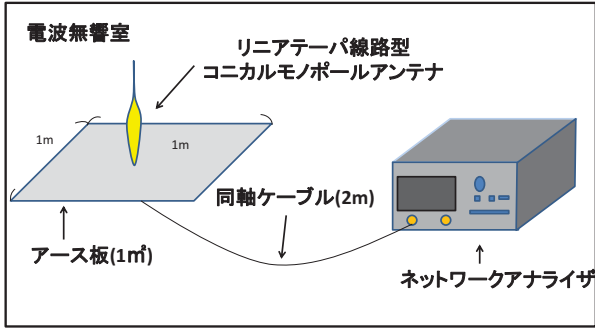 電波無響室
リニアテーパ線路型
コニカルモノポールアンテナ
1m
1m
同軸ケーブル(2m)
アース板(1㎡)
ネットワークアナライザ